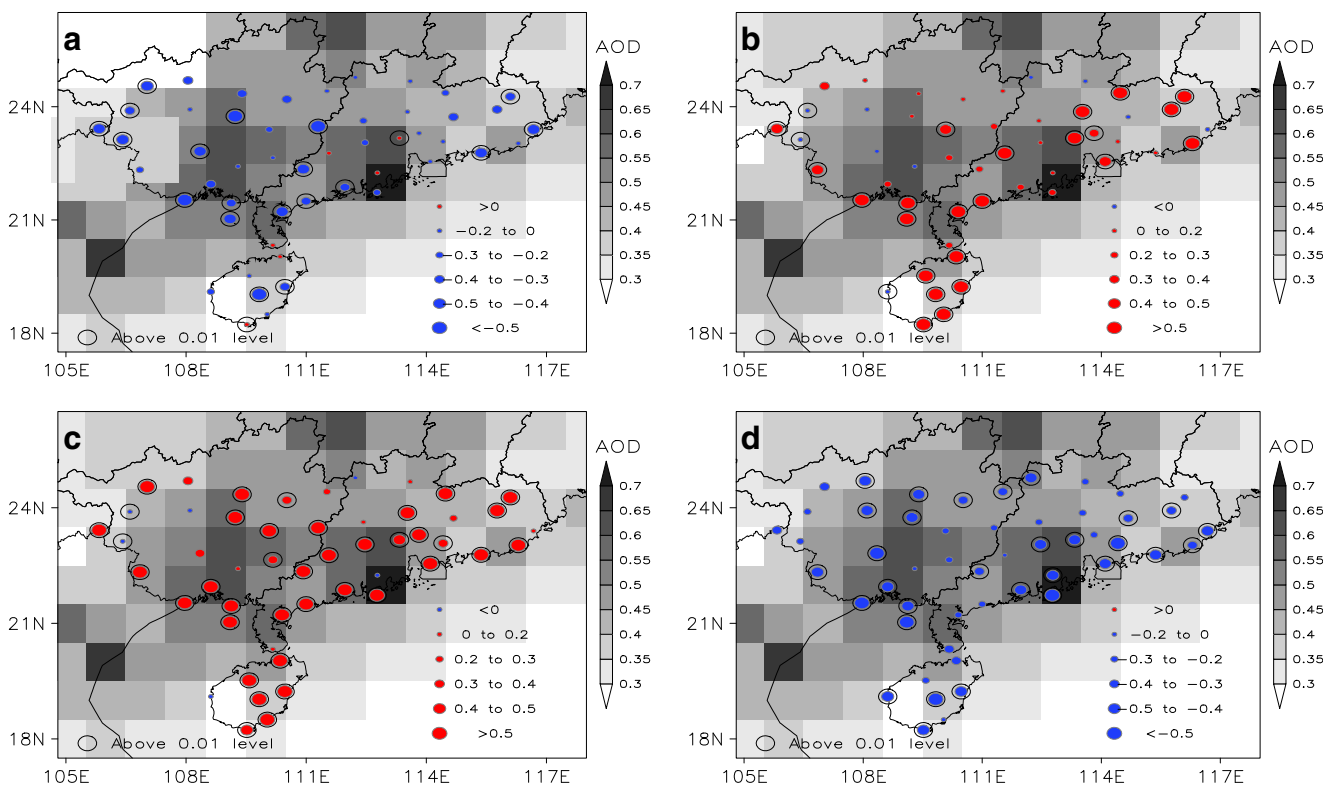 a
AOD
0.7
0.65
0.6
0.55
0.5
0.45
0.4
0.35
0.3
24N
21N
18N
>0
−0.2 to 0
−0.3 to −0.2
−0.4 to −0.3
−0.5 to −0.4
<−0.5
Above 0.01 level
105E 108E 111E 114E 117E
b
AOD
0.7
0.65
0.6
0.55
0.5
0.45
0.4
0.35
0.3
24N
21N
18N
<0
0 to 0.2
0.2 to 0.3
0.3 to 0.4
0.4 to 0.5
>0.5
Above 0.01 level
105E 108E 111E 114E 117E
c
AOD
0.7
0.65
0.6
0.55
0.5
0.45
0.4
0.35
0.3
24N
21N
18N
<0
0 to 0.2
0.2 to 0.3
0.3 to 0.4
0.4 to 0.5
>0.5
Above 0.01 level
105E 108E 111E 114E 117E
d
AOD
0.7
0.65
0.6
0.55
0.5
0.45
0.4
0.35
0.3
24N
21N
18N
>0
−0.2 to 0
−0.3 to −0.2
−0.4 to −0.3
−0.5 to −0.4
<−0.5
Above 0.01 level
105E 108E 111E 114E 117E